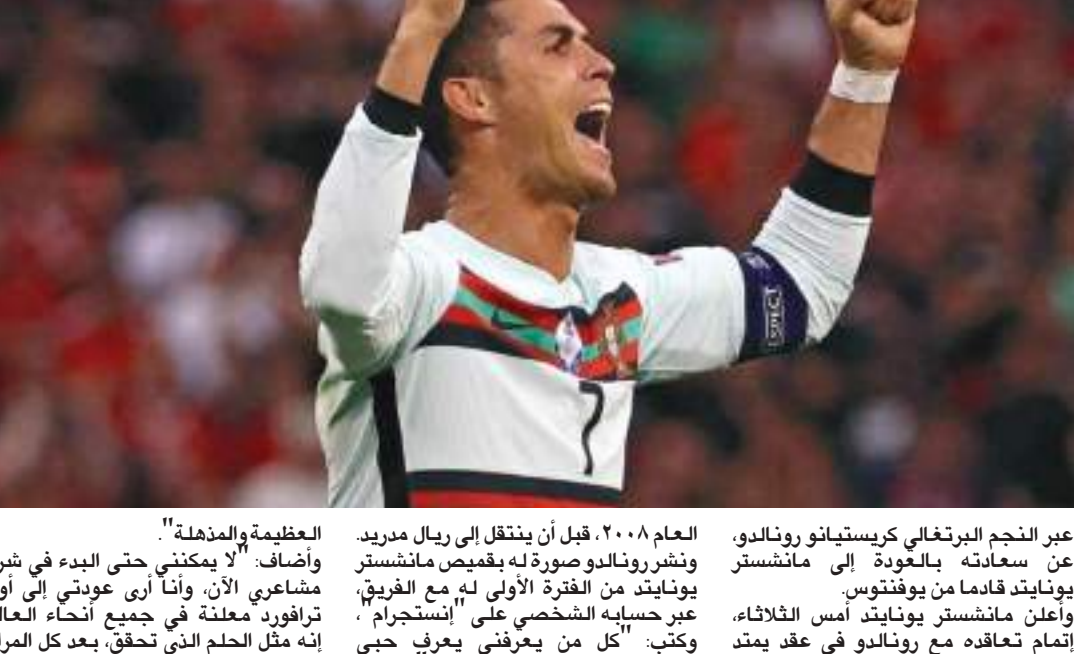 عبر النجم البرتغالي كريستيانو رونالدو،
عن سعادته بالعودة إلى مانشستر
يونايتد قادما من يوفنتوس.
وأعلن مانشستر يونايتد أمس الثلاثاء،
إتمام تعاقده مع رونالدو في عقد يمتد
العام ٢٠٠٨، قبل أن ينتقل إلى ريال مدريد.
ونشر رونالدو صورة له بقميص مانشستر
يونايتد من الفترة الأولى له مع الفريق،
عبر حسابه الشخصي على "إنستجرام"،
وكتب: "كل من يعرفني يعرف حبي
العظيمة والمذهلة".
وأضاف: "لا يمكنني حتى البدء في
مشاعري الآن، وأنا أرى عودتي إلى
ترافورد معلنة في جميع أنحاء
إنه مثل الحلم الذي تحقق، بعد كل
7